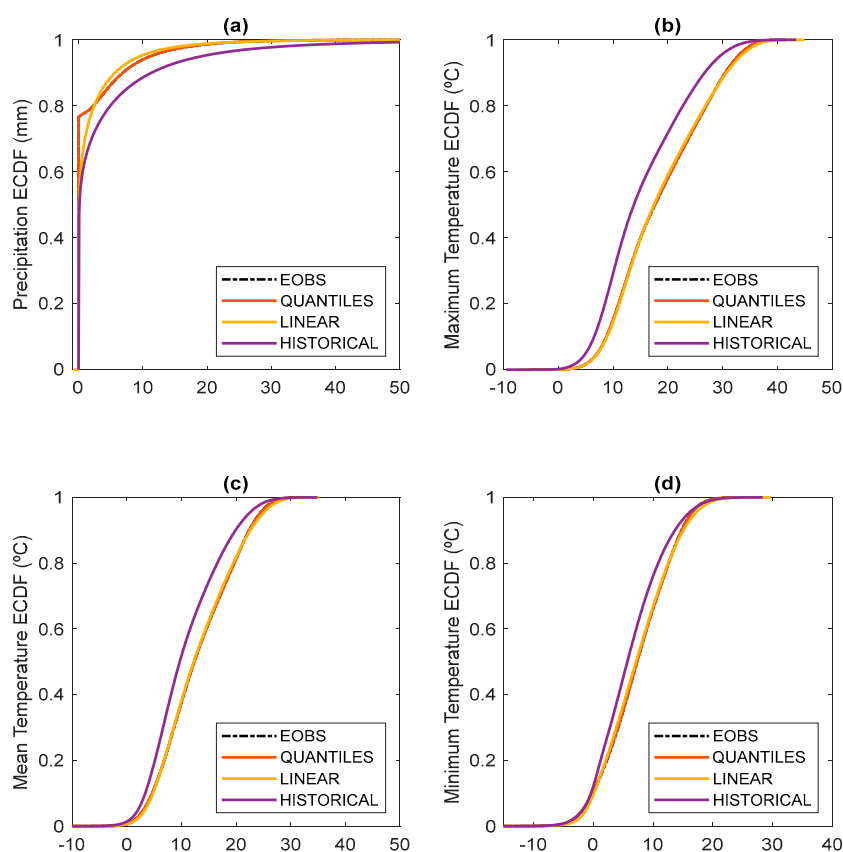 (a)
Precipitation ECDF (mm)
1
0.8
0.6
0.4
0.2
0
0 10 20 30 40 50
EOBS
QUANTILES
LINEAR
HISTORICAL
(b)
Maximum Temperature ECDF (ºC)
1
0.8
0.6
0.4
0.2
0
-10 0 10 20 30 40 50
EOBS
QUANTILES
LINEAR
HISTORICAL
(c)
Mean Temperature ECDF (ºC)
1
0.8
0.6
0.4
0.2
0
-10 0 10 20 30 40 50
EOBS
QUANTILES
LINEAR
HISTORICAL
(d)
Minimum Temperature ECDF (ºC)
1
0.8
0.6
0.4
0.2
0
-10 0 10 20 30 40
EOBS
QUANTILES
LINEAR
HISTORICAL